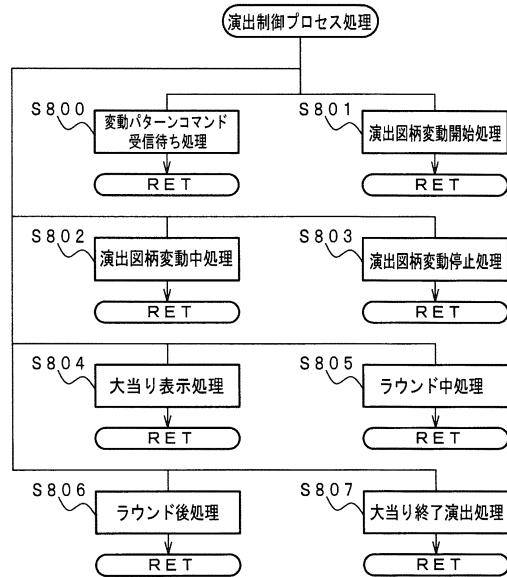 演出制御プロセス処理
S800
変動パターンコマンド
受信待ち処理
RET
S801
演出図柄変動開始処理
RET
S802
演出図柄変動中処理
RET
S803
演出図柄変動停止処理
RET
S804
大当り表示処理
RET
S805
ラウンド中処理
RET
S806
ラウンド後処理
RET
S807
大当り終了演出処理
RET